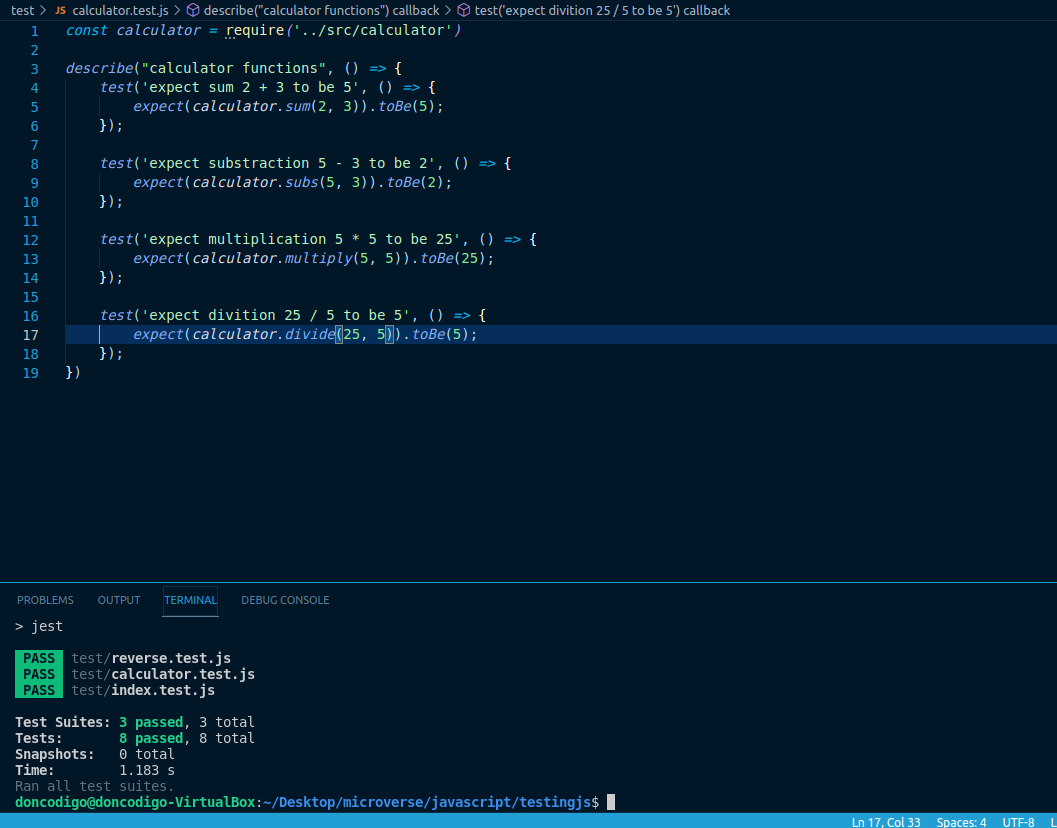 test > JS calculator.test.js > describe("calculator functions") callback > test('expect divition 25 / 5 to be 5') callback
1 const calculator = require('../src/calculator')
2
3 describe("calculator functions", () => {
4     test('expect sum 2 + 3 to be 5', () => {
5         expect(calculator.sum(2, 3)).toBe(5);
6     });
7
8     test('expect substraction 5 - 3 to be 2', () => {
9         expect(calculator.subs(5, 3)).toBe(2);
10     });
11
12     test('expect multiplication 5 * 5 to be 25', () => {
13         expect(calculator.multiply(5, 5)).toBe(25);
14     });
15
16     test('expect divition 25 / 5 to be 5', () => {
17         expect(calculator.divide(25, 5)).toBe(5);
18     });
19 })
PROBLEMS OUTPUT TERMINAL DEBUG CONSOLE
> jest
PASS test/reverse.test.js
PASS test/calculator.test.js
PASS test/index.test.js
Test Suites: 3 passed, 3 total
Tests:       8 passed, 8 total
Snapshots:   0 total
Time:        1.183 s
Ran all test suites.
doncodigo@doncodigo-VirtualBox:~/Desktop/microverse/javascript/testingjs$
Ln 17, Col 33 Spaces: 4 UTF-8 L